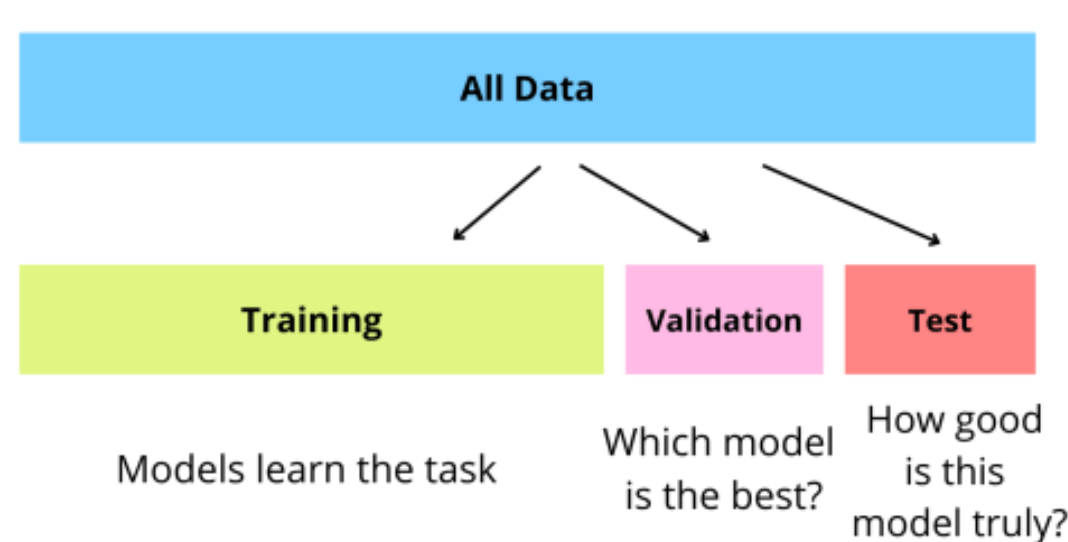 All Data
Training
Validation
Test
Models learn the task
Which model
is the best?
How good
is this
model truly?